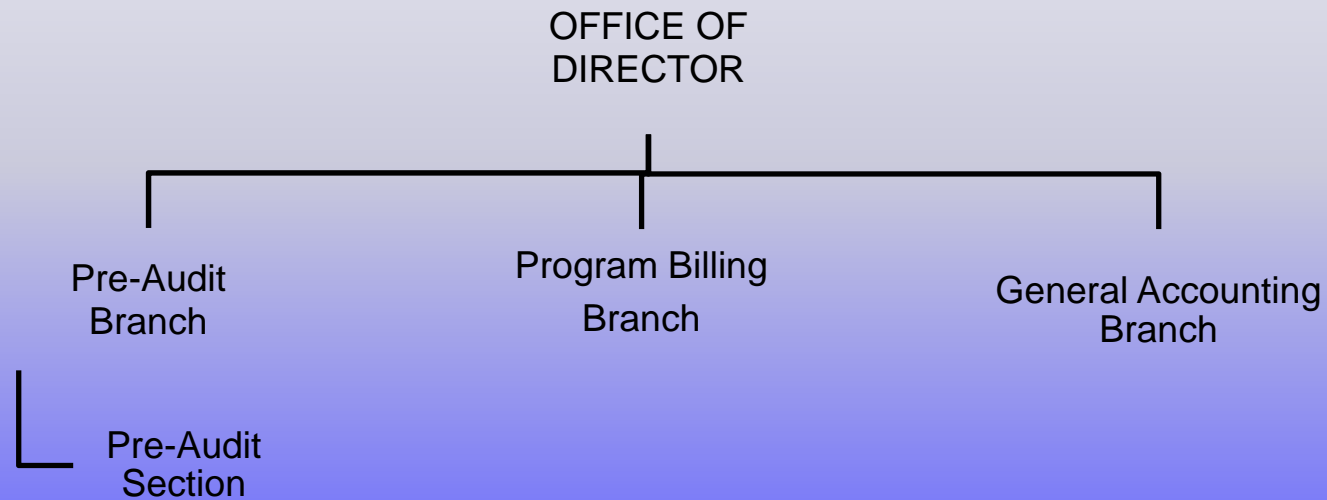 OFFICE OF
DIRECTOR
Pre-Audit
Branch
Program Billing
Branch
General Accounting
Branch
Pre-Audit
Section